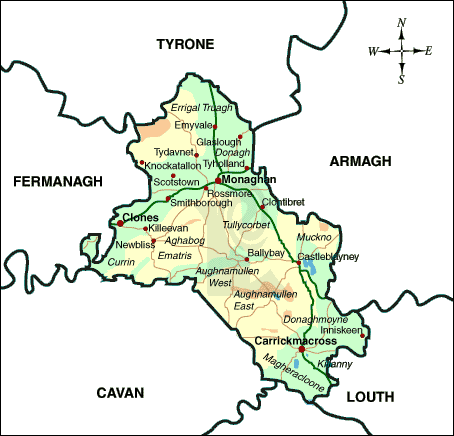 TYRONE
N
W
E
S
Errigal Truagh
Emyvale
Glaslough
Donagh
Tydavnet
Tyholland
Knockatallon
ARMAGH
Scotstown
Monaghan
FERMANAGH
Rossmore
Smithborough
Clontibret
Clones
Killeevan
Tullycorbet
Newbliss
Aghabog
Muckno
Currin
Ematris
Ballybay
Castleblayney
Aughnamullen
West
Aughnamullen
East
Donaghmoyne
Inniskeen
Carrickmacross
Magheracloone
Killanny
CAVAN
LOUTH